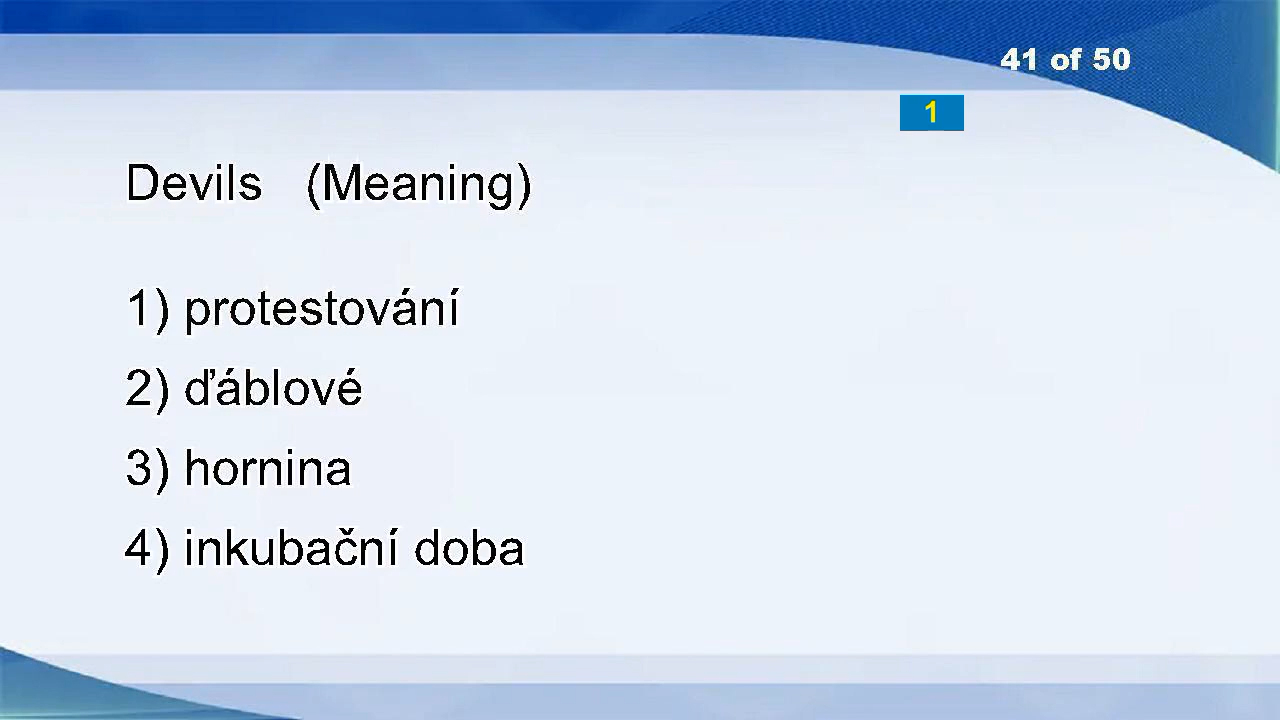 41 of 50
1
Devils (Meaning)
1) protestování
2) ďáblové
3) hornina
4) inkubační doba